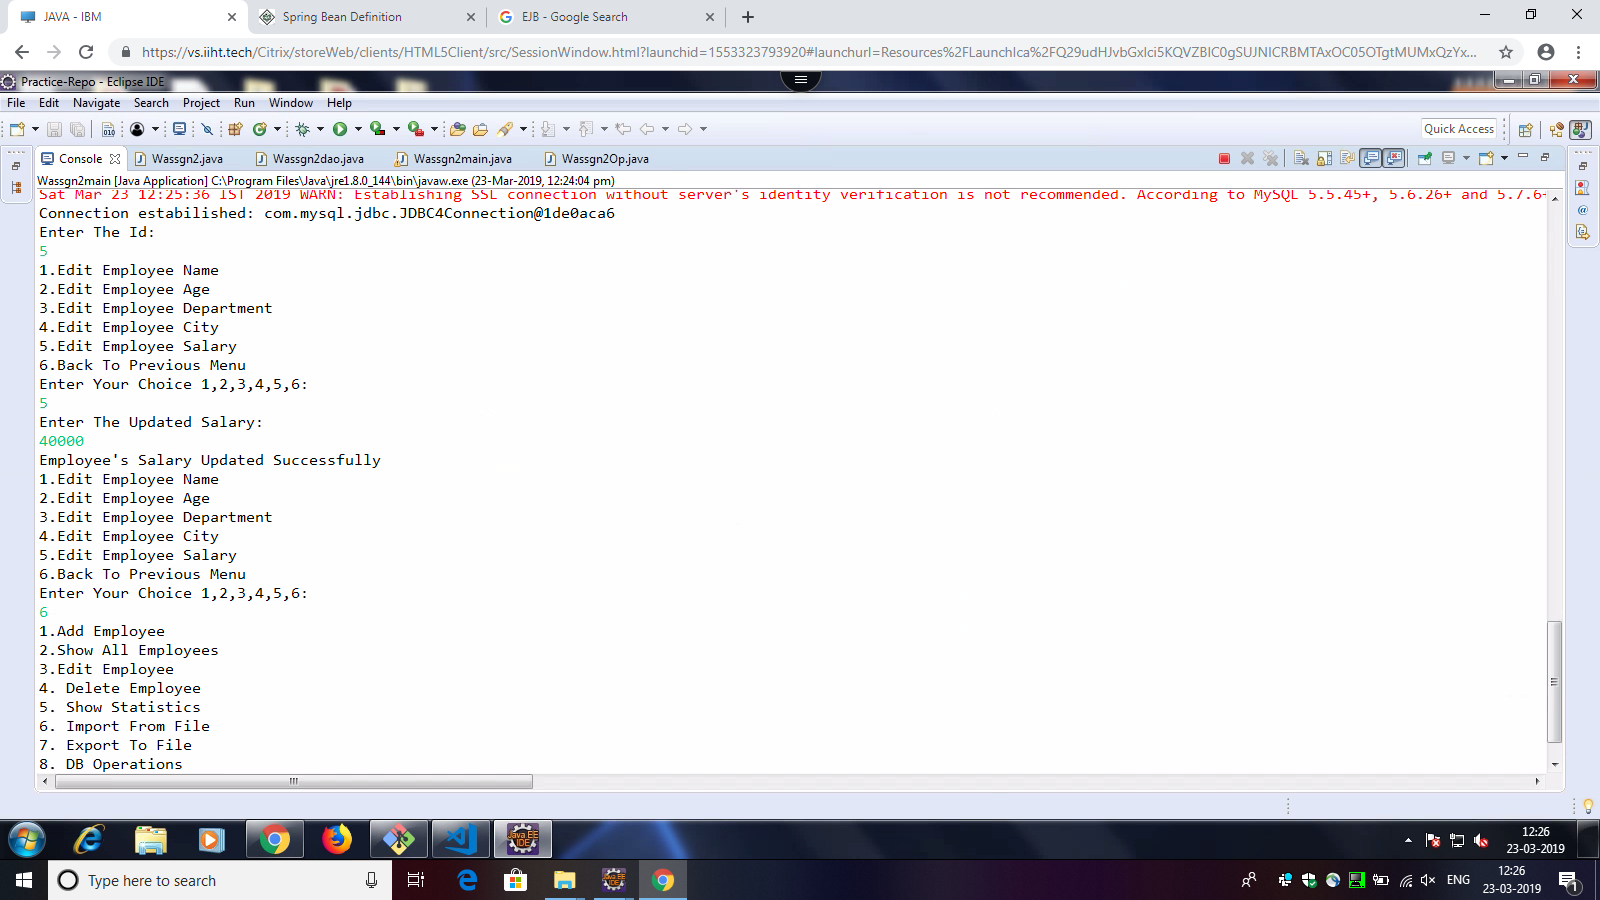 JAVA - IBM
Spring Bean Definition
EJB - Google Search
https://vs.iiht.tech/Citrix/storeWeb/clients/HTML5Client/src/SessionWindow.html?launchid=1553323793920#launchurl=Resources%2FLaunchIca%2FQ29udHJvbGxlci5KQVZBIC0gSUJNICRBMTAxOC05OTgtMUMxQzYx...
Practice-Repo - Eclipse IDE
File Edit Navigate Search Project Run Window Help
Quick Access
Console Wassgn2.java Wassgn2dao.java Wassgn2main.java Wassgn2Op.java
Wassgn2main [Java Application] C:\Program Files\Java\jre1.8.0_144\bin\javaw.exe (23-Mar-2019, 12:24:04 pm)
Sat Mar 23 12:25:36 IST 2019 WARN: Establishing SSL connection without server's identity verification is not recommended. According to MySQL 5.5.45+, 5.6.26+ and 5.7.6+
Connection estabilished: com.mysql.jdbc.JDBC4Connection@1de0aca6
Enter The Id:
5
1.Edit Employee Name
2.Edit Employee Age
3.Edit Employee Department
4.Edit Employee City
5.Edit Employee Salary
6.Back To Previous Menu
Enter Your Choice 1,2,3,4,5,6:
5
Enter The Updated Salary:
40000
Employee's Salary Updated Successfully
1.Edit Employee Name
2.Edit Employee Age
3.Edit Employee Department
4.Edit Employee City
5.Edit Employee Salary
6.Back To Previous Menu
Enter Your Choice 1,2,3,4,5,6:
6
1.Add Employee
2.Show All Employees
3.Edit Employee
4. Delete Employee
5. Show Statistics
6. Import From File
7. Export To File
8. DB Operations
12:26
23-03-2019
Type here to search
ENG
12:26
23-03-2019
1